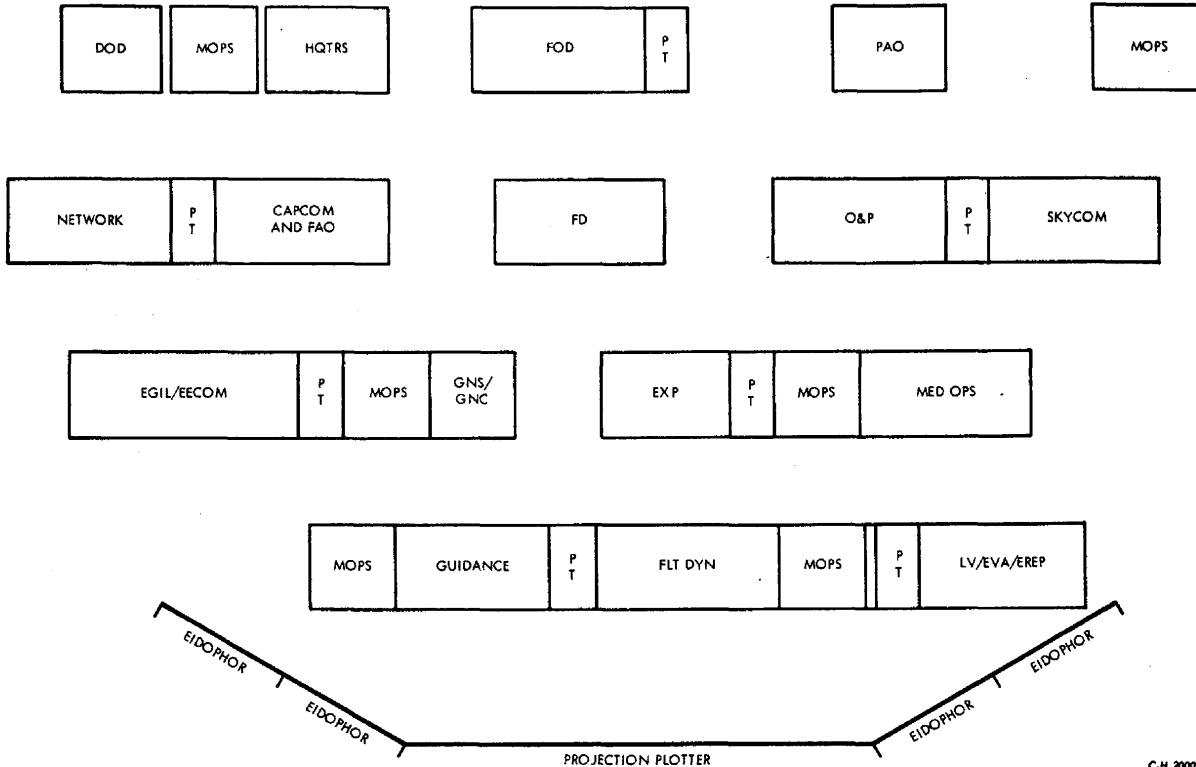 DOD MOPS HQTRS FOD P T PAO MOPS
NETWORK P T CAPCOM AND FAO FD O&P P T SKYCOM
EGIL/EECOM P T MOPS GNS/ GNC EXP P T MOPS MED OPS
MOPS GUIDANCE P T FLT DYN MOPS P T LV/EVA/EREP
EIDOPHOR EIDOPHOR
EIDOPHOR EIDOPHOR
PROJECTION PLOTTER